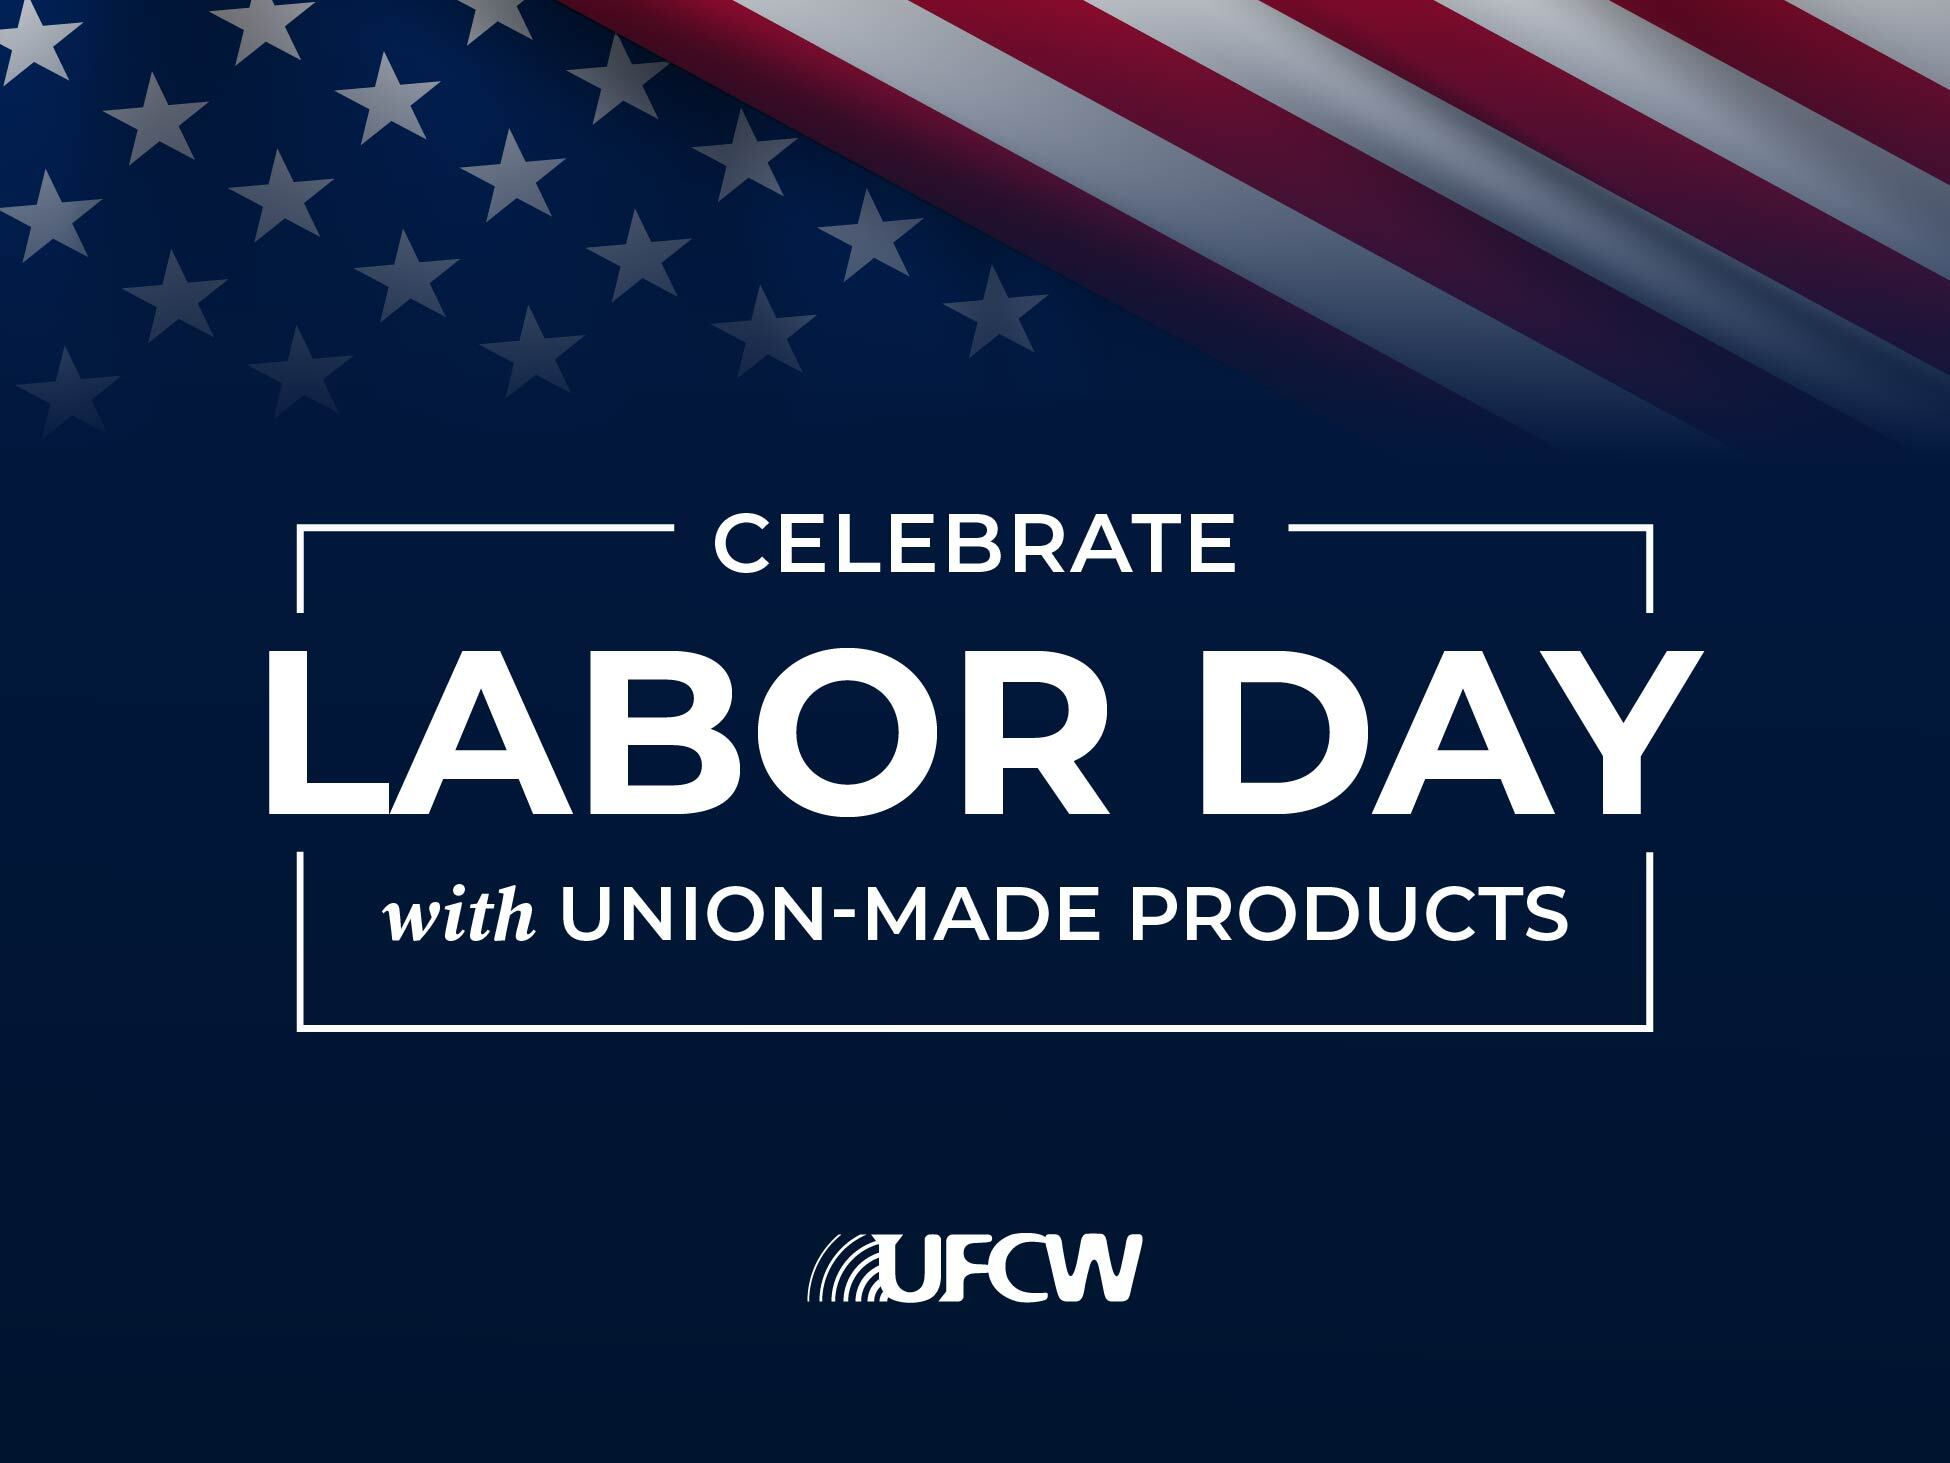 CELEBRATE
LABOR DAY
with UNION-MADE PRODUCTS
UFCW